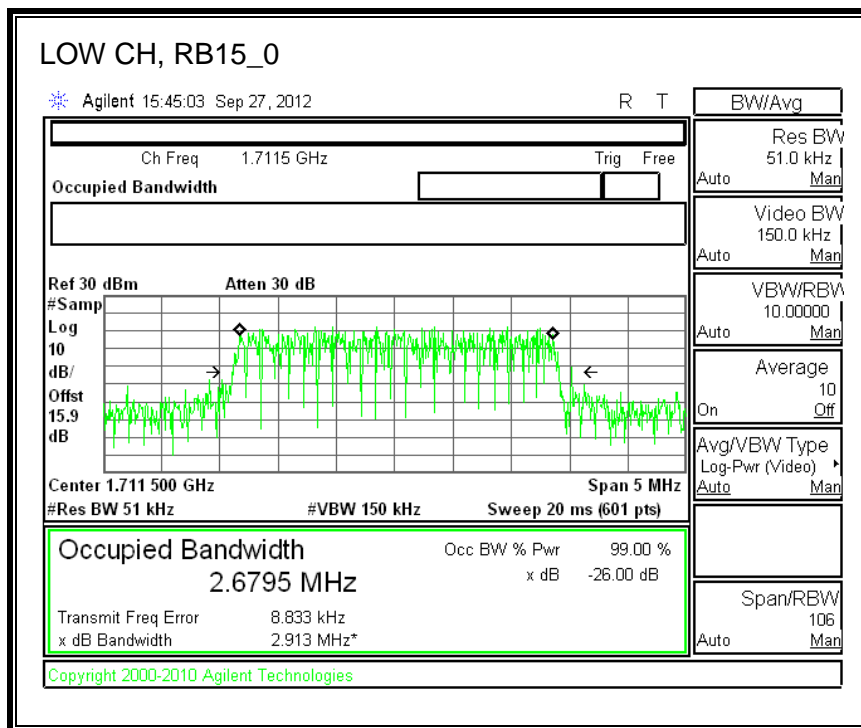 LOW CH, RB15_0
Agilent 15:45:03 Sep 27, 2012 R T
Ch Freq 1.7115 GHz Trig Free
Occupied Bandwidth
Ref 30 dBm Atten 30 dB
#Samp
Log
10
dB/
Offst
15.9
dB
Center 1.711 500 GHz Span 5 MHz
#Res BW 51 kHz #VBW 150 kHz Sweep 20 ms (601 pts)
Occupied Bandwidth
2.6795 MHz
Occ BW % Pwr 99.00 %
x dB -26.00 dB
Transmit Freq Error 8.833 kHz
x dB Bandwidth 2.913 MHz*
Copyright 2000-2010 Agilent Technologies
BW/Avg
Res BW
51.0 kHz
Auto Man
Video BW
150.0 kHz
Auto Man
VBW/RBW
10.00000
Auto Man
Average
10
On Off
Avg/VBW Type
Log-Pwr (Video)
Auto Man
Span/RBW
106
Auto Man